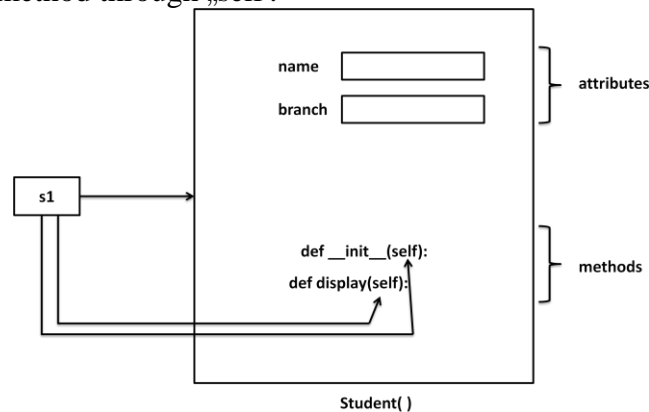 method through „self‟.
name
attributes
branch
s1
def __init__(self):
methods
def display(self):
Student( )